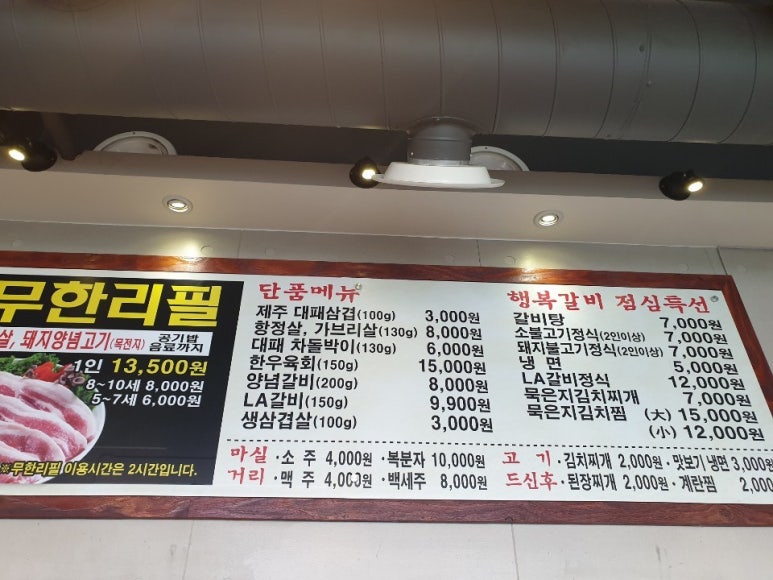 무한리필
살, 돼지양념고기(목전지) 공기밥 음료까지
1인 13,500원
8~10세 8,000원
5~7세 6,000원
※무한리필 이용시간은 2시간입니다.
단품메뉴
제주 대패삼겹(100g) 3,000원
항정살, 가브리살(130g) 8,000원
대패 차돌박이(130g) 6,000원
한우육회(150g) 15,000원
양념갈비(200g) 8,000원
LA갈비(150g) 9,900원
생삼겹살(100g) 3,000원
행복갈비 점심특선
갈비탕 7,000원
소불고기정식(2인이상) 7,000원
돼지불고기정식(2인이상) 7,000원
냉 면 5,000원
LA갈비정식 12,000원
묵은지김치찌개 7,000원
묵은지김치찜 (大) 15,000원
(小) 12,000원
마실 · 소 주 4,000원 · 복분자 10,000원
거리 · 맥 주 4,000원 · 백세주 8,000원
고 기 · 김치찌개 2,000원 · 맛보기 냉면 3,000원
드신후 · 된장찌개 2,000원 · 계란찜 2,000